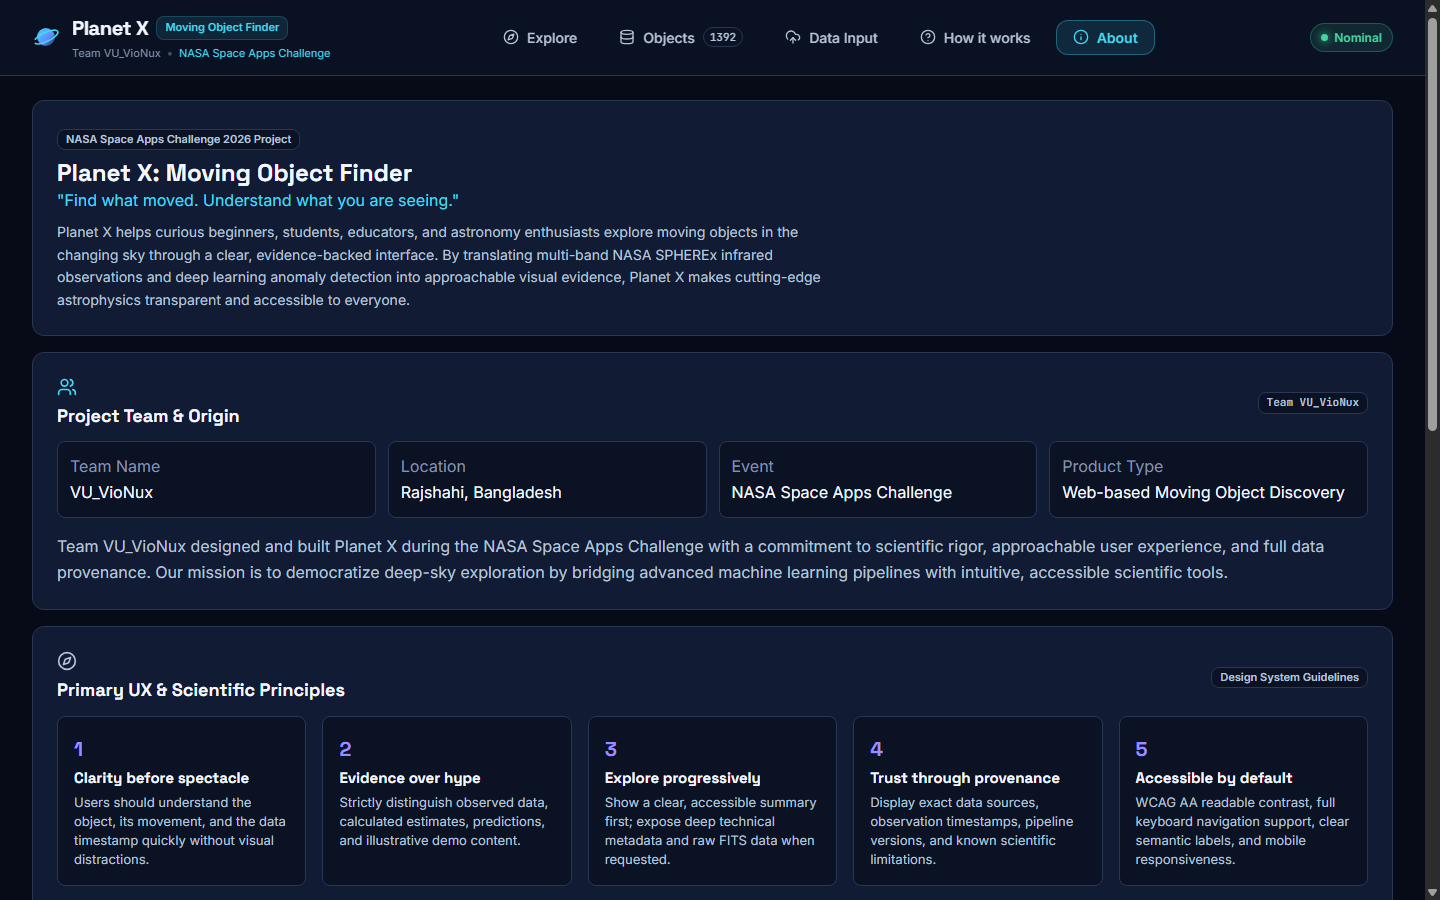 Planet X
Moving Object Finder
Team VU_VioNux • NASA Space Apps Challenge
Explore
Objects 1392
Data Input
How it works
About
Nominal
NASA Space Apps Challenge 2026 Project
Planet X: Moving Object Finder
"Find what moved. Understand what you are seeing."
Planet X helps curious beginners, students, educators, and astronomy enthusiasts explore moving objects in the
changing sky through a clear, evidence-backed interface. By translating multi-band NASA SPHEREx infrared
observations and deep learning anomaly detection into approachable visual evidence, Planet X makes cutting-edge
astrophysics transparent and accessible to everyone.
Project Team & Origin
Team VU_VioNux
Team Name
VU_VioNux
Location
Rajshahi, Bangladesh
Event
NASA Space Apps Challenge
Product Type
Web-based Moving Object Discovery
Team VU_VioNux designed and built Planet X during the NASA Space Apps Challenge with a commitment to scientific rigor, approachable user experience, and full data
provenance. Our mission is to democratize deep-sky exploration by bridging advanced machine learning pipelines with intuitive, accessible scientific tools.
Primary UX & Scientific Principles
Design System Guidelines
1
Clarity before spectacle
Users should understand the
object, its movement, and the data
timestamp quickly without visual
distractions.
2
Evidence over hype
Strictly distinguish observed data,
calculated estimates, predictions,
and illustrative demo content.
3
Explore progressively
Show a clear, accessible summary
first; expose deep technical
metadata and raw FITS data when
requested.
4
Trust through provenance
Display exact data sources,
observation timestamps, pipeline
versions, and known scientific
limitations.
5
Accessible by default
WCAG AA readable contrast, full
keyboard navigation support, clear
semantic labels, and mobile
responsiveness.